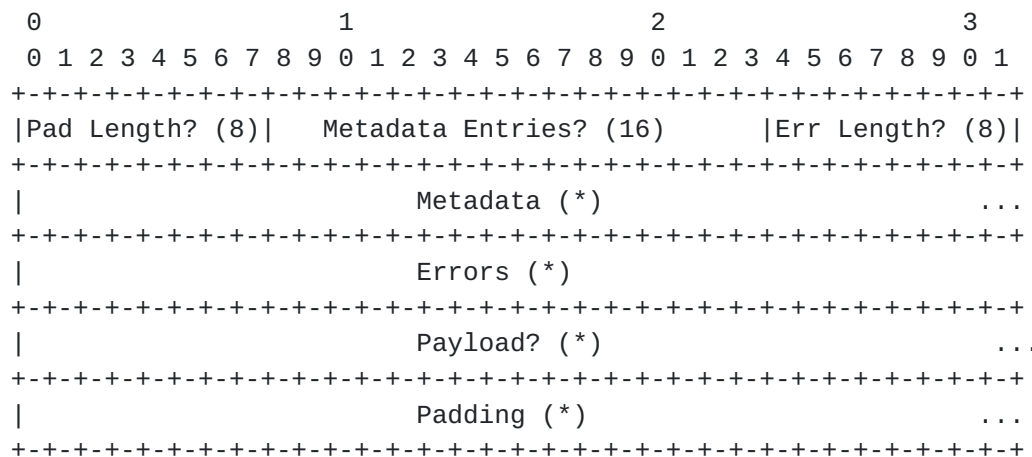 0                   1                   2                   3
0 1 2 3 4 5 6 7 8 9 0 1 2 3 4 5 6 7 8 9 0 1 2 3 4 5 6 7 8 9 0 1
+-+-+-+-+-+-+-+-+-+-+-+-+-+-+-+-+-+-+-+-+-+-+-+-+-+-+-+-+-+-+-+-+
|Pad Length? (8)|   Metadata Entries? (16)      |Err Length? (8)|
+-+-+-+-+-+-+-+-+-+-+-+-+-+-+-+-+-+-+-+-+-+-+-+-+-+-+-+-+-+-+-+-+
|                         Metadata (*)                        ...
+-+-+-+-+-+-+-+-+-+-+-+-+-+-+-+-+-+-+-+-+-+-+-+-+-+-+-+-+-+-+-+-+
|                         Errors (*)
+-+-+-+-+-+-+-+-+-+-+-+-+-+-+-+-+-+-+-+-+-+-+-+-+-+-+-+-+-+-+-+-+
|                         Payload? (*)                         ...
+-+-+-+-+-+-+-+-+-+-+-+-+-+-+-+-+-+-+-+-+-+-+-+-+-+-+-+-+-+-+-+-+
|                         Padding (*)                         ...
+-+-+-+-+-+-+-+-+-+-+-+-+-+-+-+-+-+-+-+-+-+-+-+-+-+-+-+-+-+-+-+-+